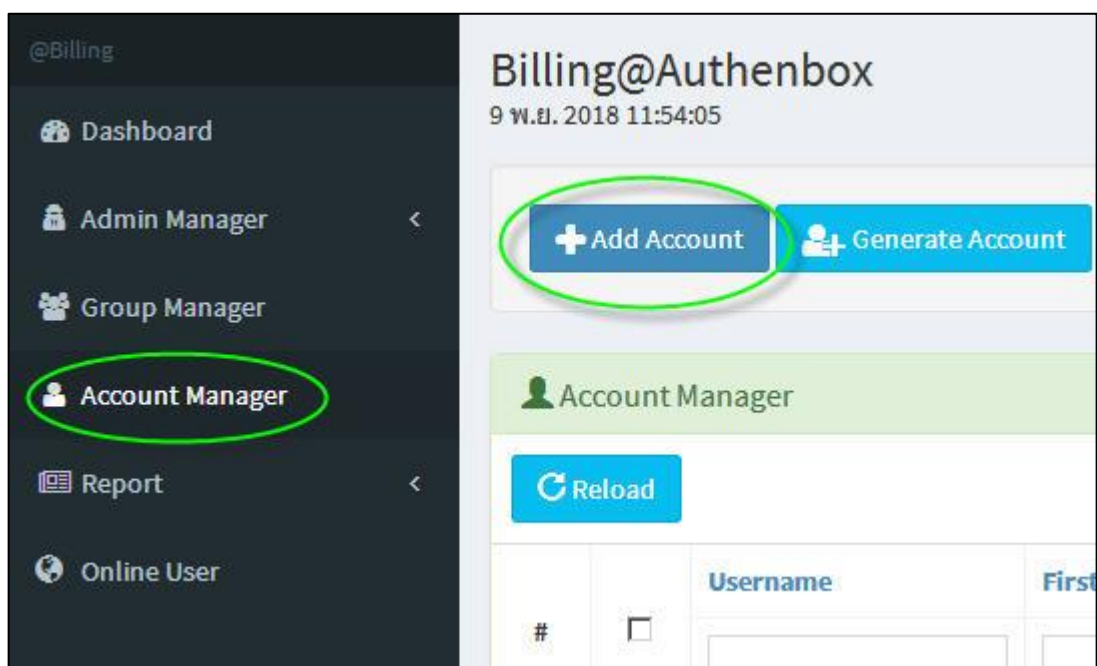 @Billing
Dashboard
Admin Manager
Group Manager
Account Manager
Report
Online User
Billing@Authenbox
9 พ.ย. 2018 11:54:05
Add Account
Generate Account
Account Manager
Reload
# Username First